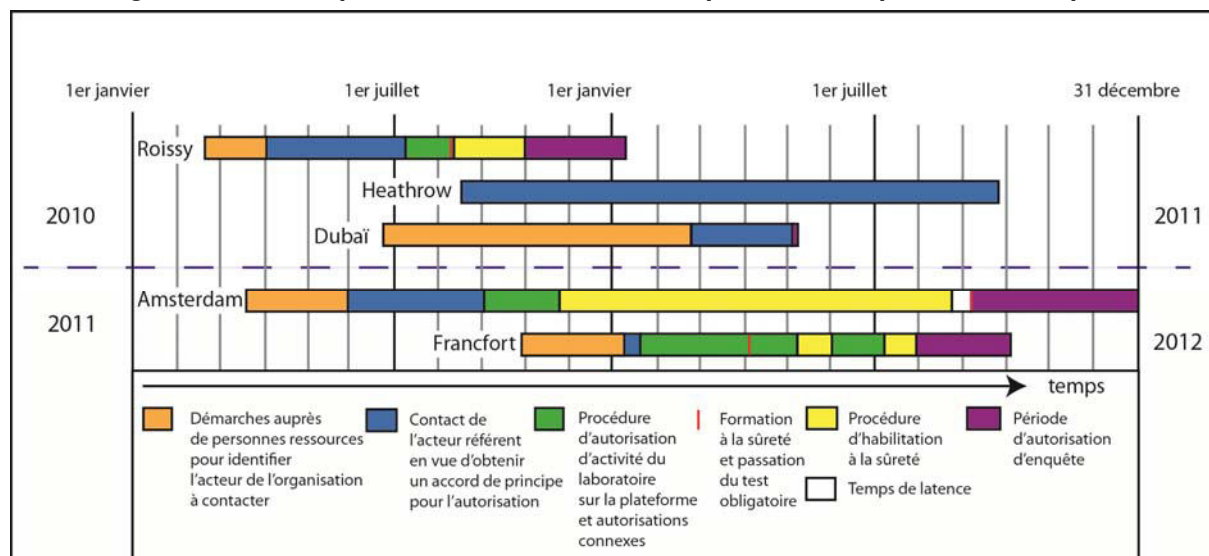 1er janvier 1er juillet 1er janvier 1er juillet 31 décembre
Roissy
Heathrow
2010 2011
Dubaï
Amsterdam
2011
Francfort 2012
temps
Démarches auprès
de personnes ressources
pour identifier
l'acteur de l'organisation
à contacter
Contact de
l'acteur référent
en vue d'obtenir
un accord de principe
pour l'autorisation
Procédure
d'autorisation
d'activité du
laboratoire
sur la plateforme
et autorisations
connexes
Formation
à la sûreté
et passation
du test
obligatoire
Procédure
d'habilitation
à la sûreté
Temps de latence
Période
d'autorisation
d'enquête